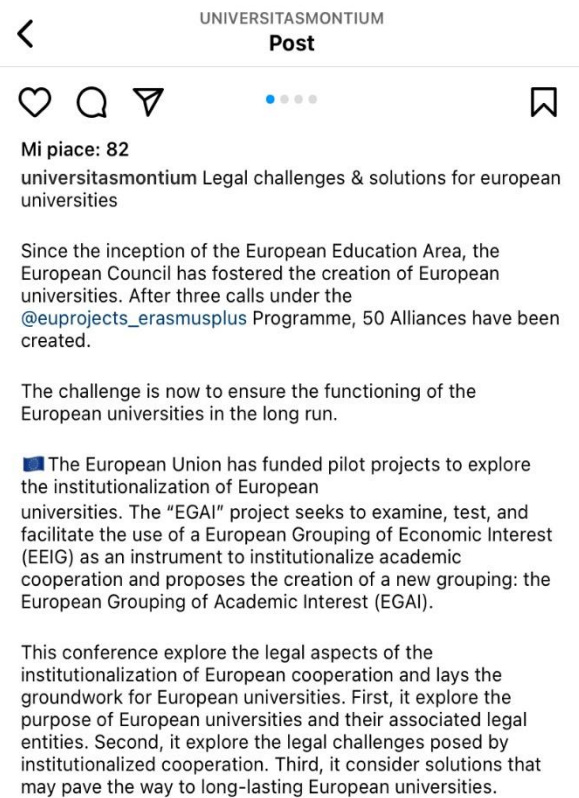 UNIVERSITASMONTIUM
Post
Mi piace: 82
universitasmontium Legal challenges & solutions for european
universities
Since the inception of the European Education Area, the
European Council has fostered the creation of European
universities. After three calls under the
@euprojects_erasmusplus Programme, 50 Alliances have been
created.
The challenge is now to ensure the functioning of the
European universities in the long run.
🇪🇺 The European Union has funded pilot projects to explore
the institutionalization of European
universities. The “EGAI” project seeks to examine, test, and
facilitate the use of a European Grouping of Economic Interest
(EEIG) as an instrument to institutionalize academic
cooperation and proposes the creation of a new grouping: the
European Grouping of Academic Interest (EGAI).
This conference explore the legal aspects of the
institutionalization of European cooperation and lays the
groundwork for European universities. First, it explore the
purpose of European universities and their associated legal
entities. Second, it explore the legal challenges posed by
institutionalized cooperation. Third, it consider solutions that
may pave the way to long-lasting European universities.